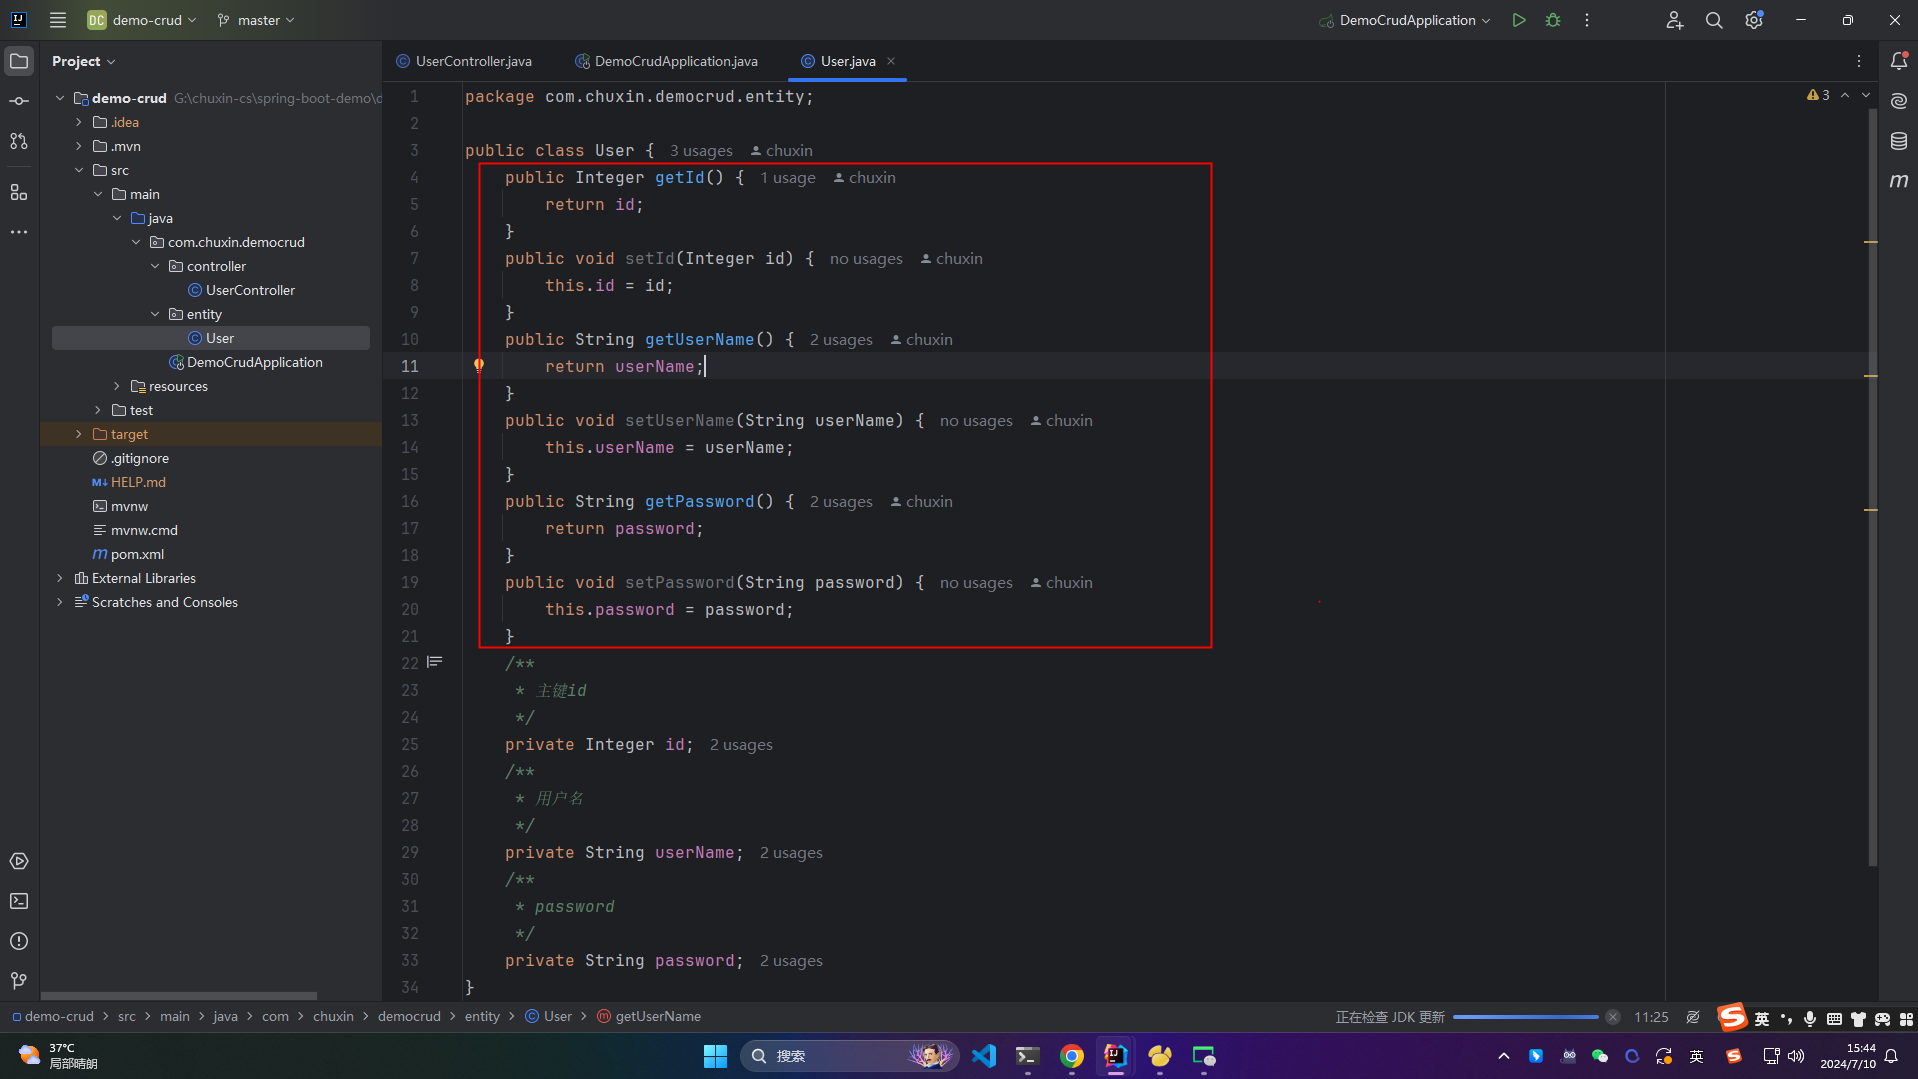 DC demo-crud master
DemoCrudApplication
Project
UserController.java DemoCrudApplication.java User.java
demo-crud G:\chuxin-cs\spring-boot-demo\d
.idea
.mvn
src
main
java
com.chuxin.democrud
controller
UserController
entity
User
DemoCrudApplication
resources
test
target
.gitignore
HELP.md
mvnw
mvnw.cmd
pom.xml
External Libraries
Scratches and Consoles
3
1 package com.chuxin.democrud.entity;
2
3 public class User { 3 usages chuxin
4 public Integer getId() { 1 usage chuxin
5 return id;
6 }
7 public void setId(Integer id) { no usages chuxin
8 this.id = id;
9 }
10 public String getUserName() { 2 usages chuxin
11 return userName;
12 }
13 public void setUserName(String userName) { no usages chuxin
14 this.userName = userName;
15 }
16 public String getPassword() { 2 usages chuxin
17 return password;
18 }
19 public void setPassword(String password) { no usages chuxin
20 this.password = password;
21 }
22 /**
23 * 主键id
24 */
25 private Integer id; 2 usages
26 /**
27 * 用户名
28 */
29 private String userName; 2 usages
30 /**
31 * password
32 */
33 private String password; 2 usages
34 }
demo-crud > src > main > java > com > chuxin > democrud > entity > User > getUserName
正在检查 JDK 更新 11:25 英
37°C
局部晴朗
搜索
英
15:44
2024/7/10